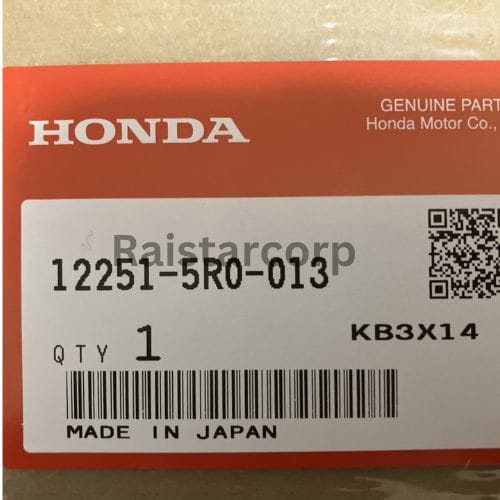 GENUINE PART
HONDA
Honda Motor Co.,
Raistarcorp
12251-5R0-013
KB3X14
QTY 1
MADE IN JAPAN